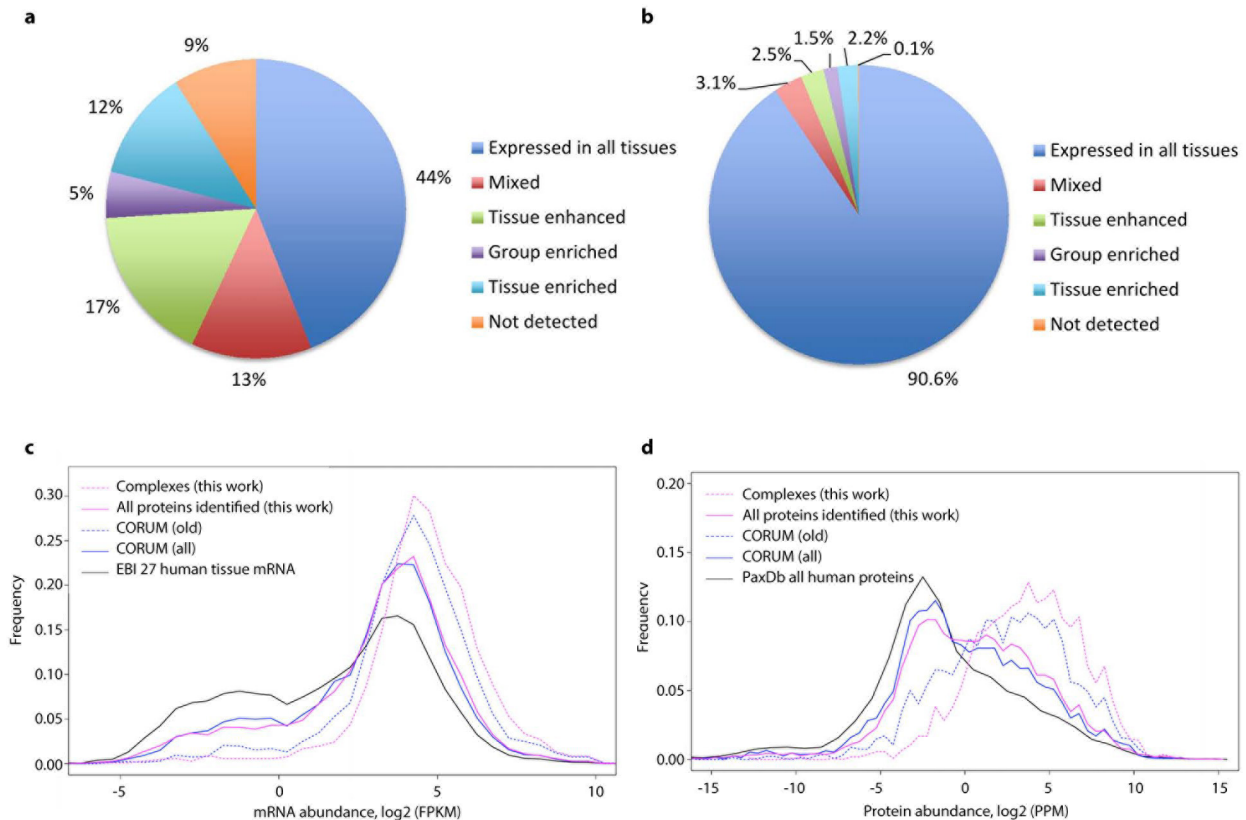 a
9%
12%
5%
17%
13%
44%
Expressed in all tissues
Mixed
Tissue enhanced
Group enriched
Tissue enriched
Not detected
b
3.1%
2.5%
1.5%
2.2%
0.1%
90.6%
Expressed in all tissues
Mixed
Tissue enhanced
Group enriched
Tissue enriched
Not detected
c
Complexes (this work)
All proteins identified (this work)
CORUM (old)
CORUM (all)
EBI 27 human tissue mRNA
0.30
0.25
0.20
0.15
0.10
0.05
0.00
Frequency
-5
0
5
10
mRNA abundance, log2 (FPKM)
d
Complexes (this work)
All proteins identified (this work)
CORUM (old)
CORUM (all)
PaxDb all human proteins
0.20
0.15
0.10
0.05
0.00
Frequency
-15
-10
-5
0
5
10
15
Protein abundance, log2 (PPM)